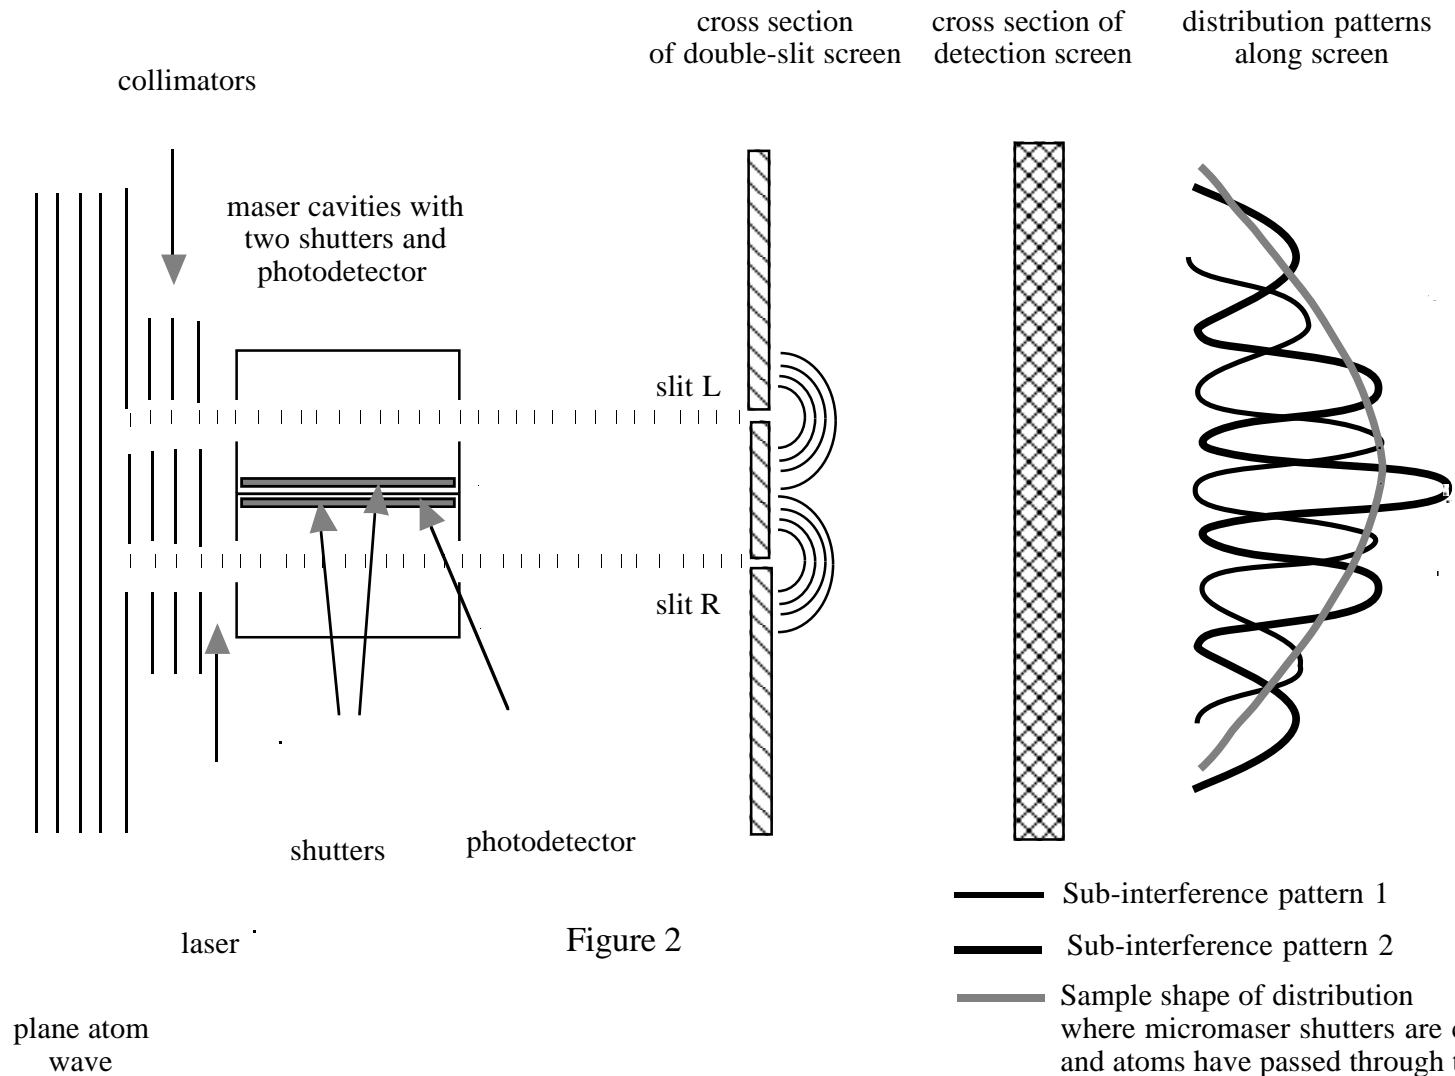 cross section
of double-slit screen
cross section of
detection screen
distribution patterns
along screen
collimators
maser cavities with
two shutters and
photodetector
slit L
slit R
shutters
photodetector
laser
Figure 2
plane atom
wave
Sub-interference pattern 1
Sub-interference pattern 2
Sample shape of distribution
where micromaser shutters are
and atoms have passed through